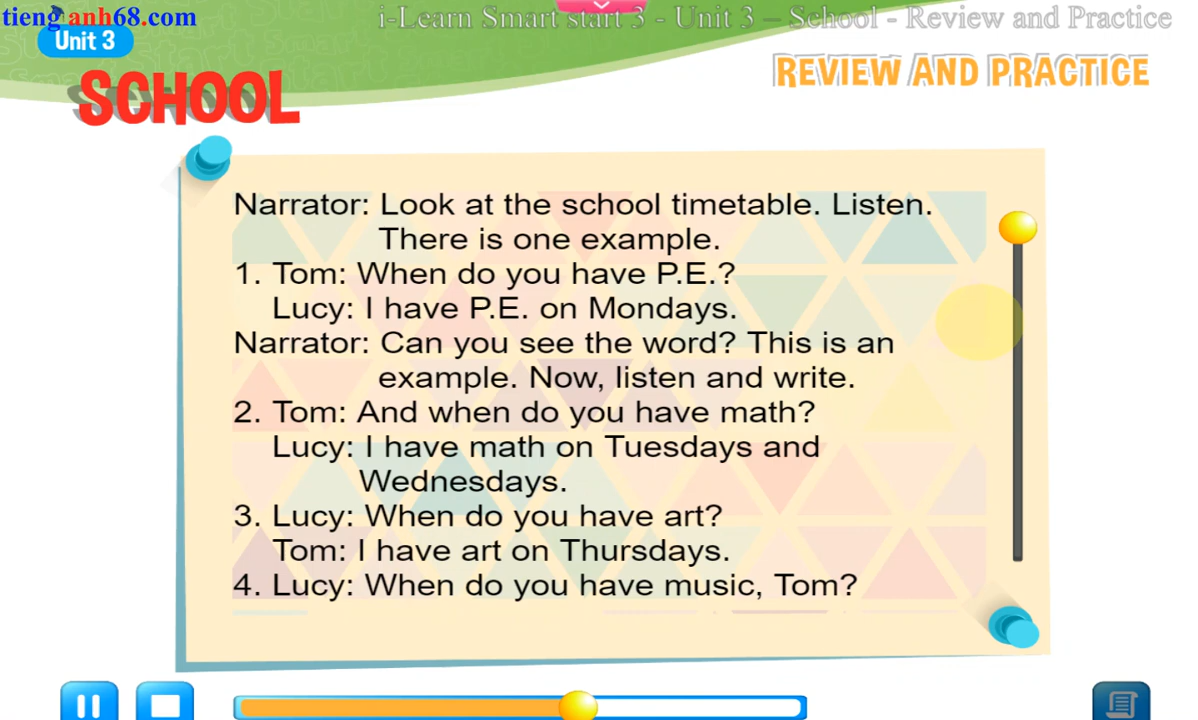 tienganh68.com
i-Learn Smart start 3 - Unit 3 – School - Review and Practice
Unit 3
SCHOOL
REVIEW AND PRACTICE
Narrator: Look at the school timetable. Listen.
There is one example.
1. Tom: When do you have P.E.?
Lucy: I have P.E. on Mondays.
Narrator: Can you see the word? This is an
example. Now, listen and write.
2. Tom: And when do you have math?
Lucy: I have math on Tuesdays and
Wednesdays.
3. Lucy: When do you have art?
Tom: I have art on Thursdays.
4. Lucy: When do you have music, Tom?